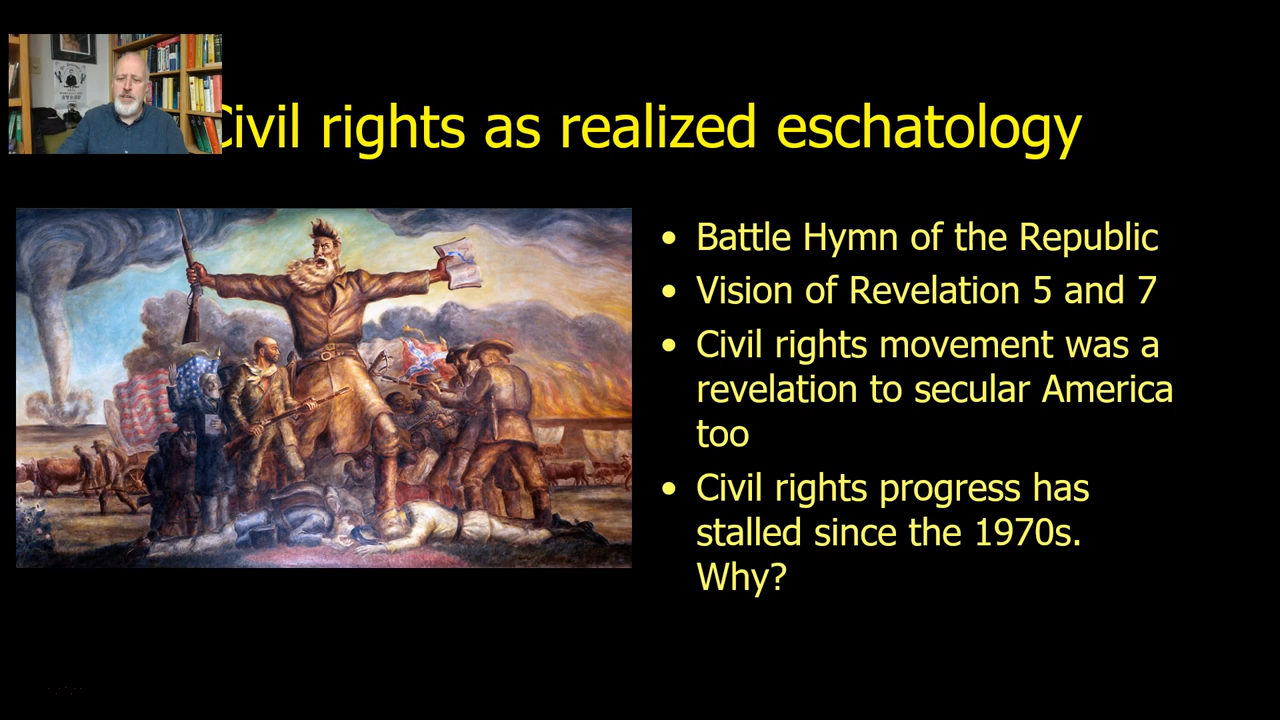 Civil rights as realized eschatology
• Battle Hymn of the Republic
• Vision of Revelation 5 and 7
• Civil rights movement was a
revelation to secular America
too
• Civil rights progress has
stalled since the 1970s.
Why?